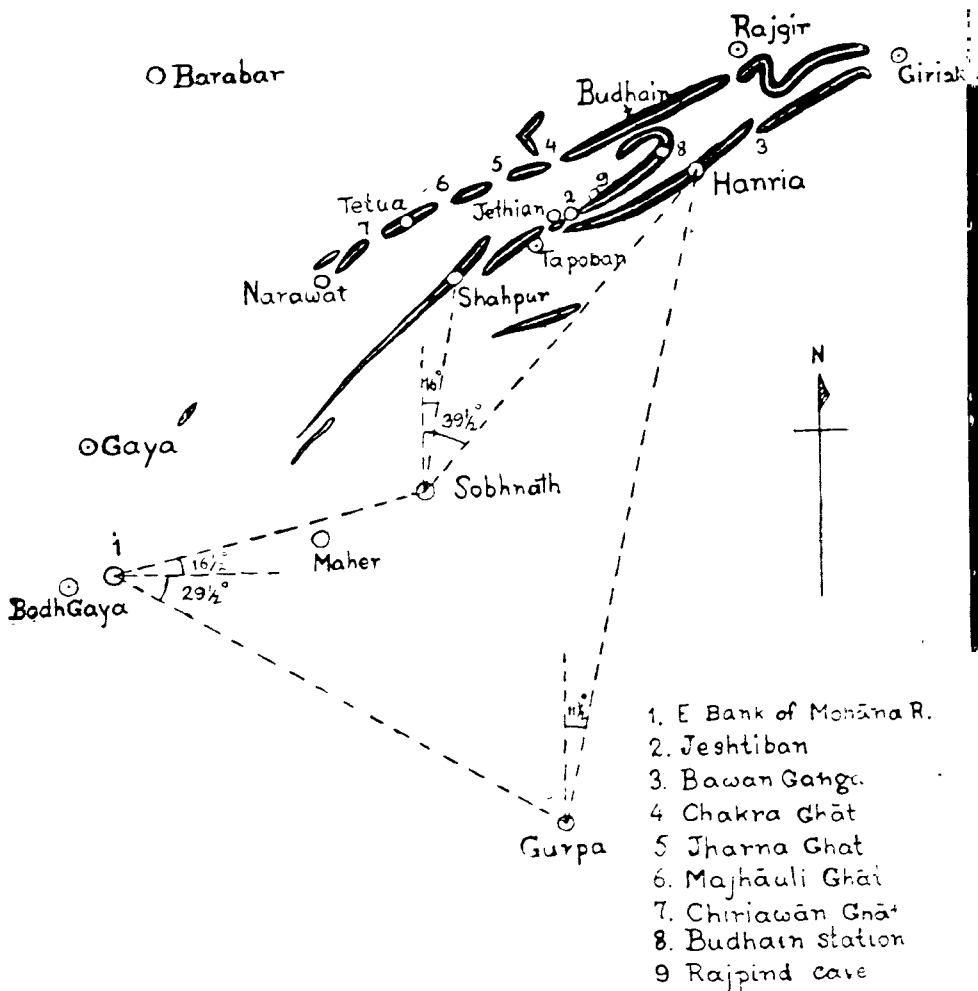 Rajgir
Barabar
Giriak
Budhain
4
8
3
5
Hanria
6
9
2
Tetua
Jethian
7
Tapoban
Narawat
Shahpur
N
39½°
Gaya
Sobhnath
1
Maher
16½
29½°
BodhGaya
11½°
Gurpa
1. E Bank of Mohāna R.
2. Jeshtiban
3. Bawan Ganga
4 Chakra Ghāt
5 Jharna Ghat
6. Majhāuli Ghāt
7. Chiriawān Ghāt
8. Budhain station
9 Rajpind cave